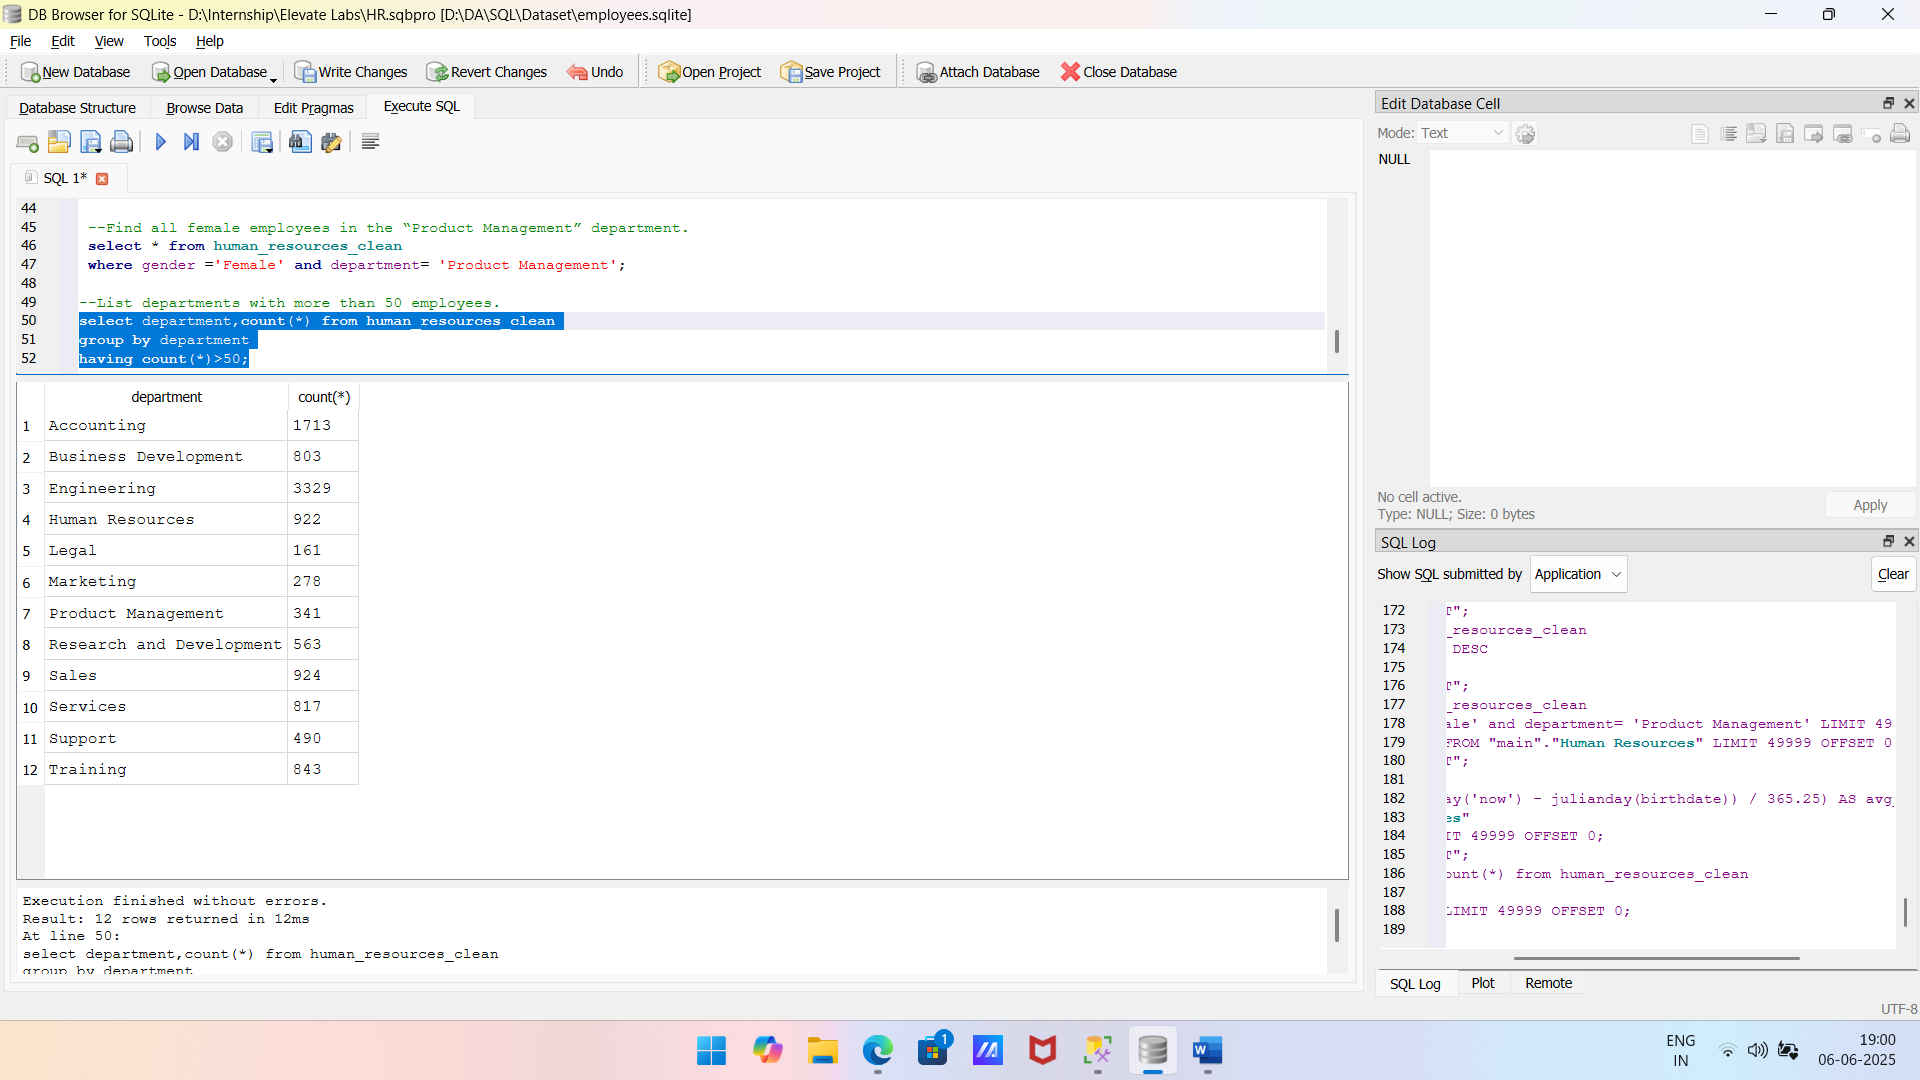 DB Browser for SQLite - D:\Internship\Elevate Labs\HR.sqbpro [D:\DA\SQL\Dataset\employees.sqlite]
File Edit View Tools Help
New Database Open Database Write Changes Revert Changes Undo Open Project Save Project Attach Database Close Database
Database Structure Browse Data Edit Pragmas Execute SQL
SQL 1*
44
45 --Find all female employees in the “Product Management” department.
46 select * from human_resources_clean
47 where gender ='Female' and department= 'Product Management';
48
49 --List departments with more than 50 employees.
50 select department,count(*) from human_resources_clean
51 group by department
52 having count(*)>50;
department count(*)
1 Accounting 1713
2 Business Development 803
3 Engineering 3329
4 Human Resources 922
5 Legal 161
6 Marketing 278
7 Product Management 341
8 Research and Development 563
9 Sales 924
10 Services 817
11 Support 490
12 Training 843
Execution finished without errors.
Result: 12 rows returned in 12ms
At line 50:
select department,count(*) from human_resources_clean
group by department
Edit Database Cell
Mode: Text
NULL
No cell active.
Type: NULL; Size: 0 bytes
Apply
SQL Log
Show SQL submitted by Application Clear
172 T";
173 _resources_clean
174 DESC
175
176 T";
177 _resources_clean
178 ale' and department= 'Product Management' LIMIT 49
179 FROM "main"."Human Resources" LIMIT 49999 OFFSET 0
180 T";
181
182 ay('now') - julianday(birthdate)) / 365.25) AS avg_
183 es"
184 IT 49999 OFFSET 0;
185 T";
186 ount(*) from human_resources_clean
187
188 LIMIT 49999 OFFSET 0;
189
SQL Log Plot Remote
UTF-8
1
ENG
IN
19:00
06-06-2025